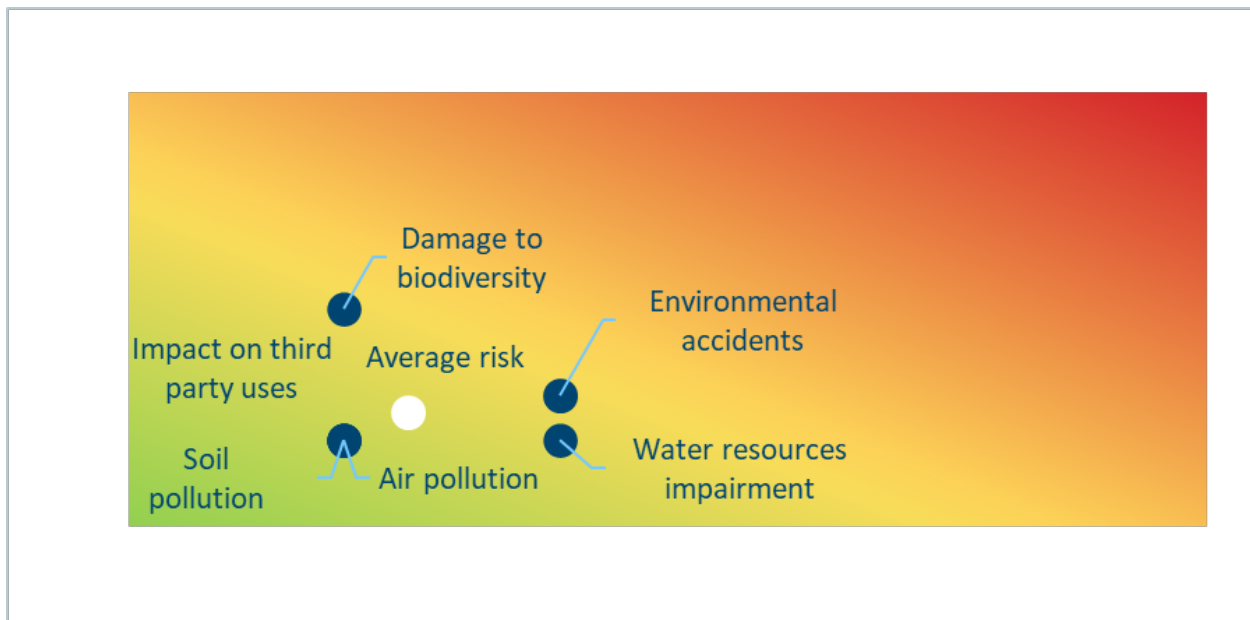 Damage to
biodiversity
Environmental
accidents
Impact on third
party uses
Average risk
Soil
pollution
Air pollution
Water resources
impairment